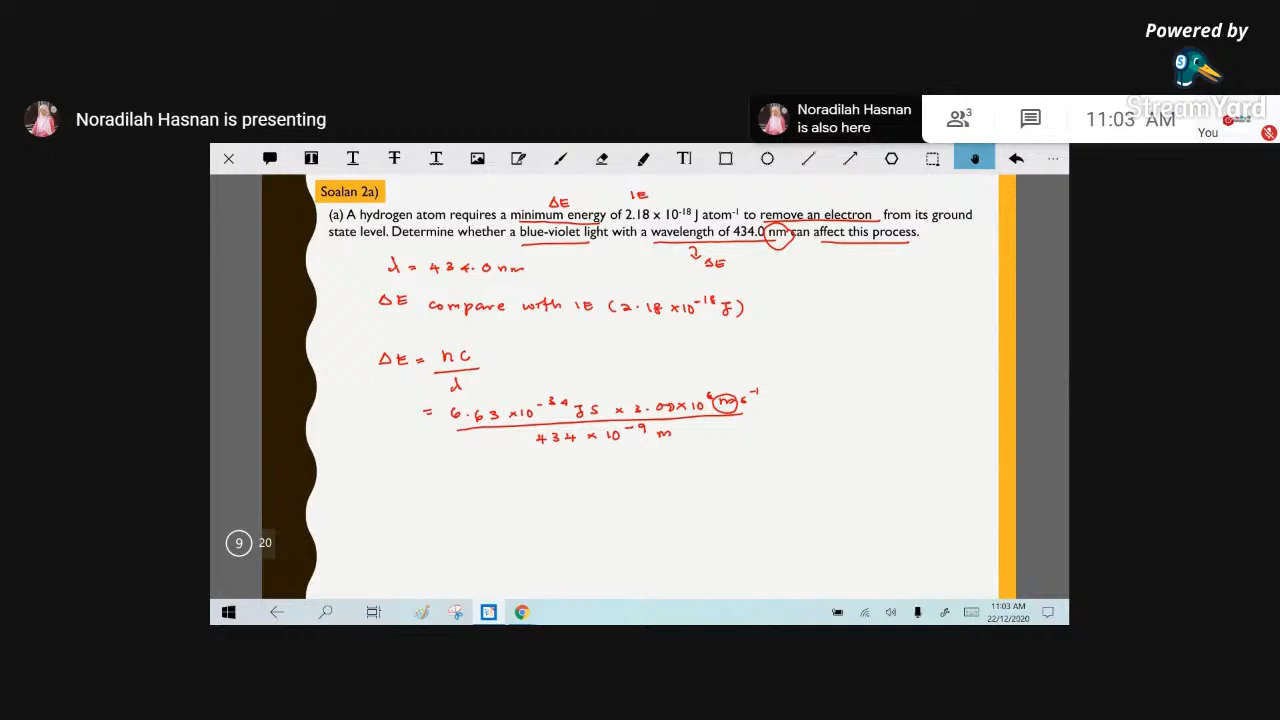 Powered by
S
StreamYard
Noradilah Hasnan is presenting
Noradilah Hasnan
is also here
3
11:03 AM
You
Soalan 2a)
ΔE IE
(a) A hydrogen atom requires a minimum energy of 2.18 x 10-18 J atom-1 to remove an electron from its ground
state level. Determine whether a blue-violet light with a wavelength of 434.0 nm can affect this process.
ΔE
λ = 434.0 nm
ΔE compare with IE (2.18 ×10-18 J)
ΔE = hc
λ
= 6.63 ×10-34 Js × 3.00×108 ms-1
434 × 10-9 m
9 20
11:03 AM
22/12/2020